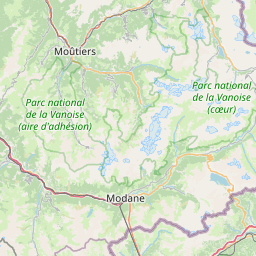 Moûtiers
Parc national
de la Vanoise
(cœur)
Parc national
de la Vanoise
(aire d'adhésion)
Modane